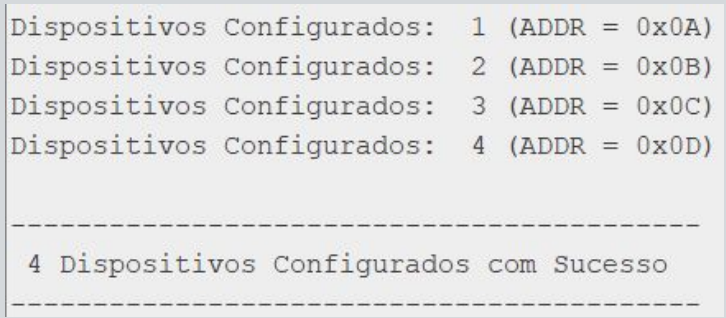 Dispositivos Configurados:  1 (ADDR = 0x0A)
Dispositivos Configurados:  2 (ADDR = 0x0B)
Dispositivos Configurados:  3 (ADDR = 0x0C)
Dispositivos Configurados:  4 (ADDR = 0x0D)
------------------------------------------
4 Dispositivos Configurados com Sucesso
------------------------------------------